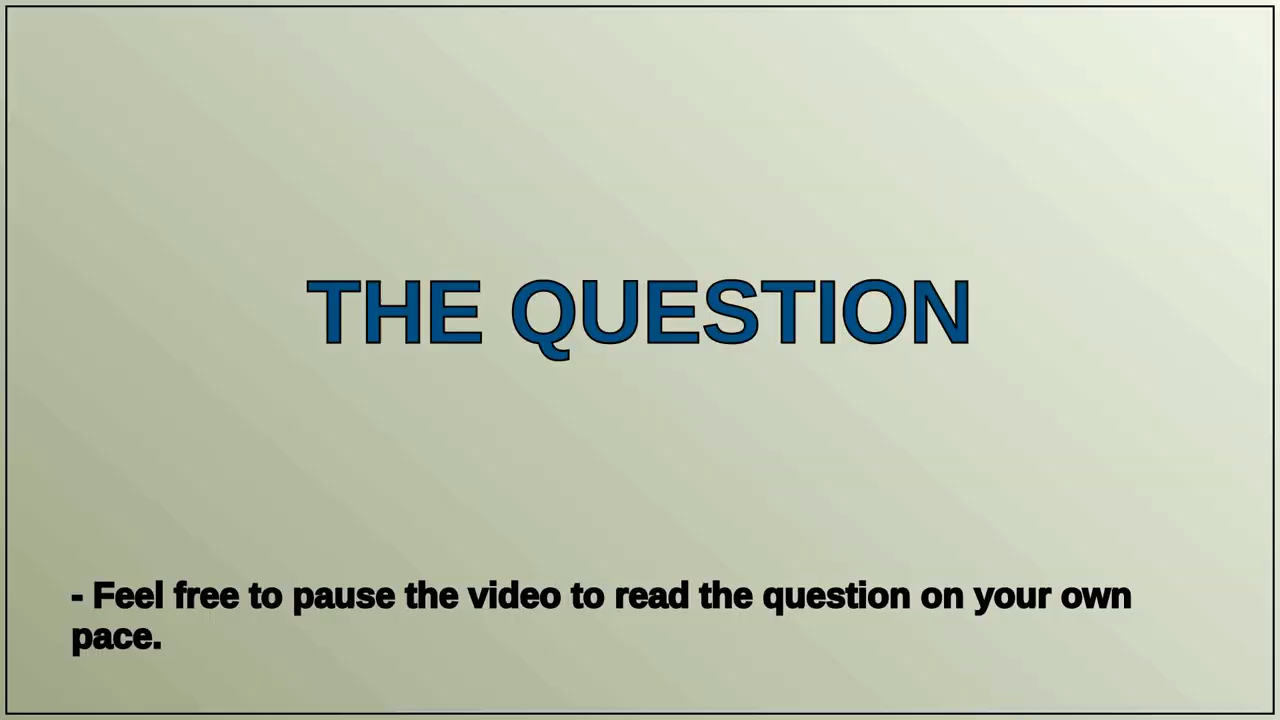 THE QUESTION
- Feel free to pause the video to read the question on your own
pace.